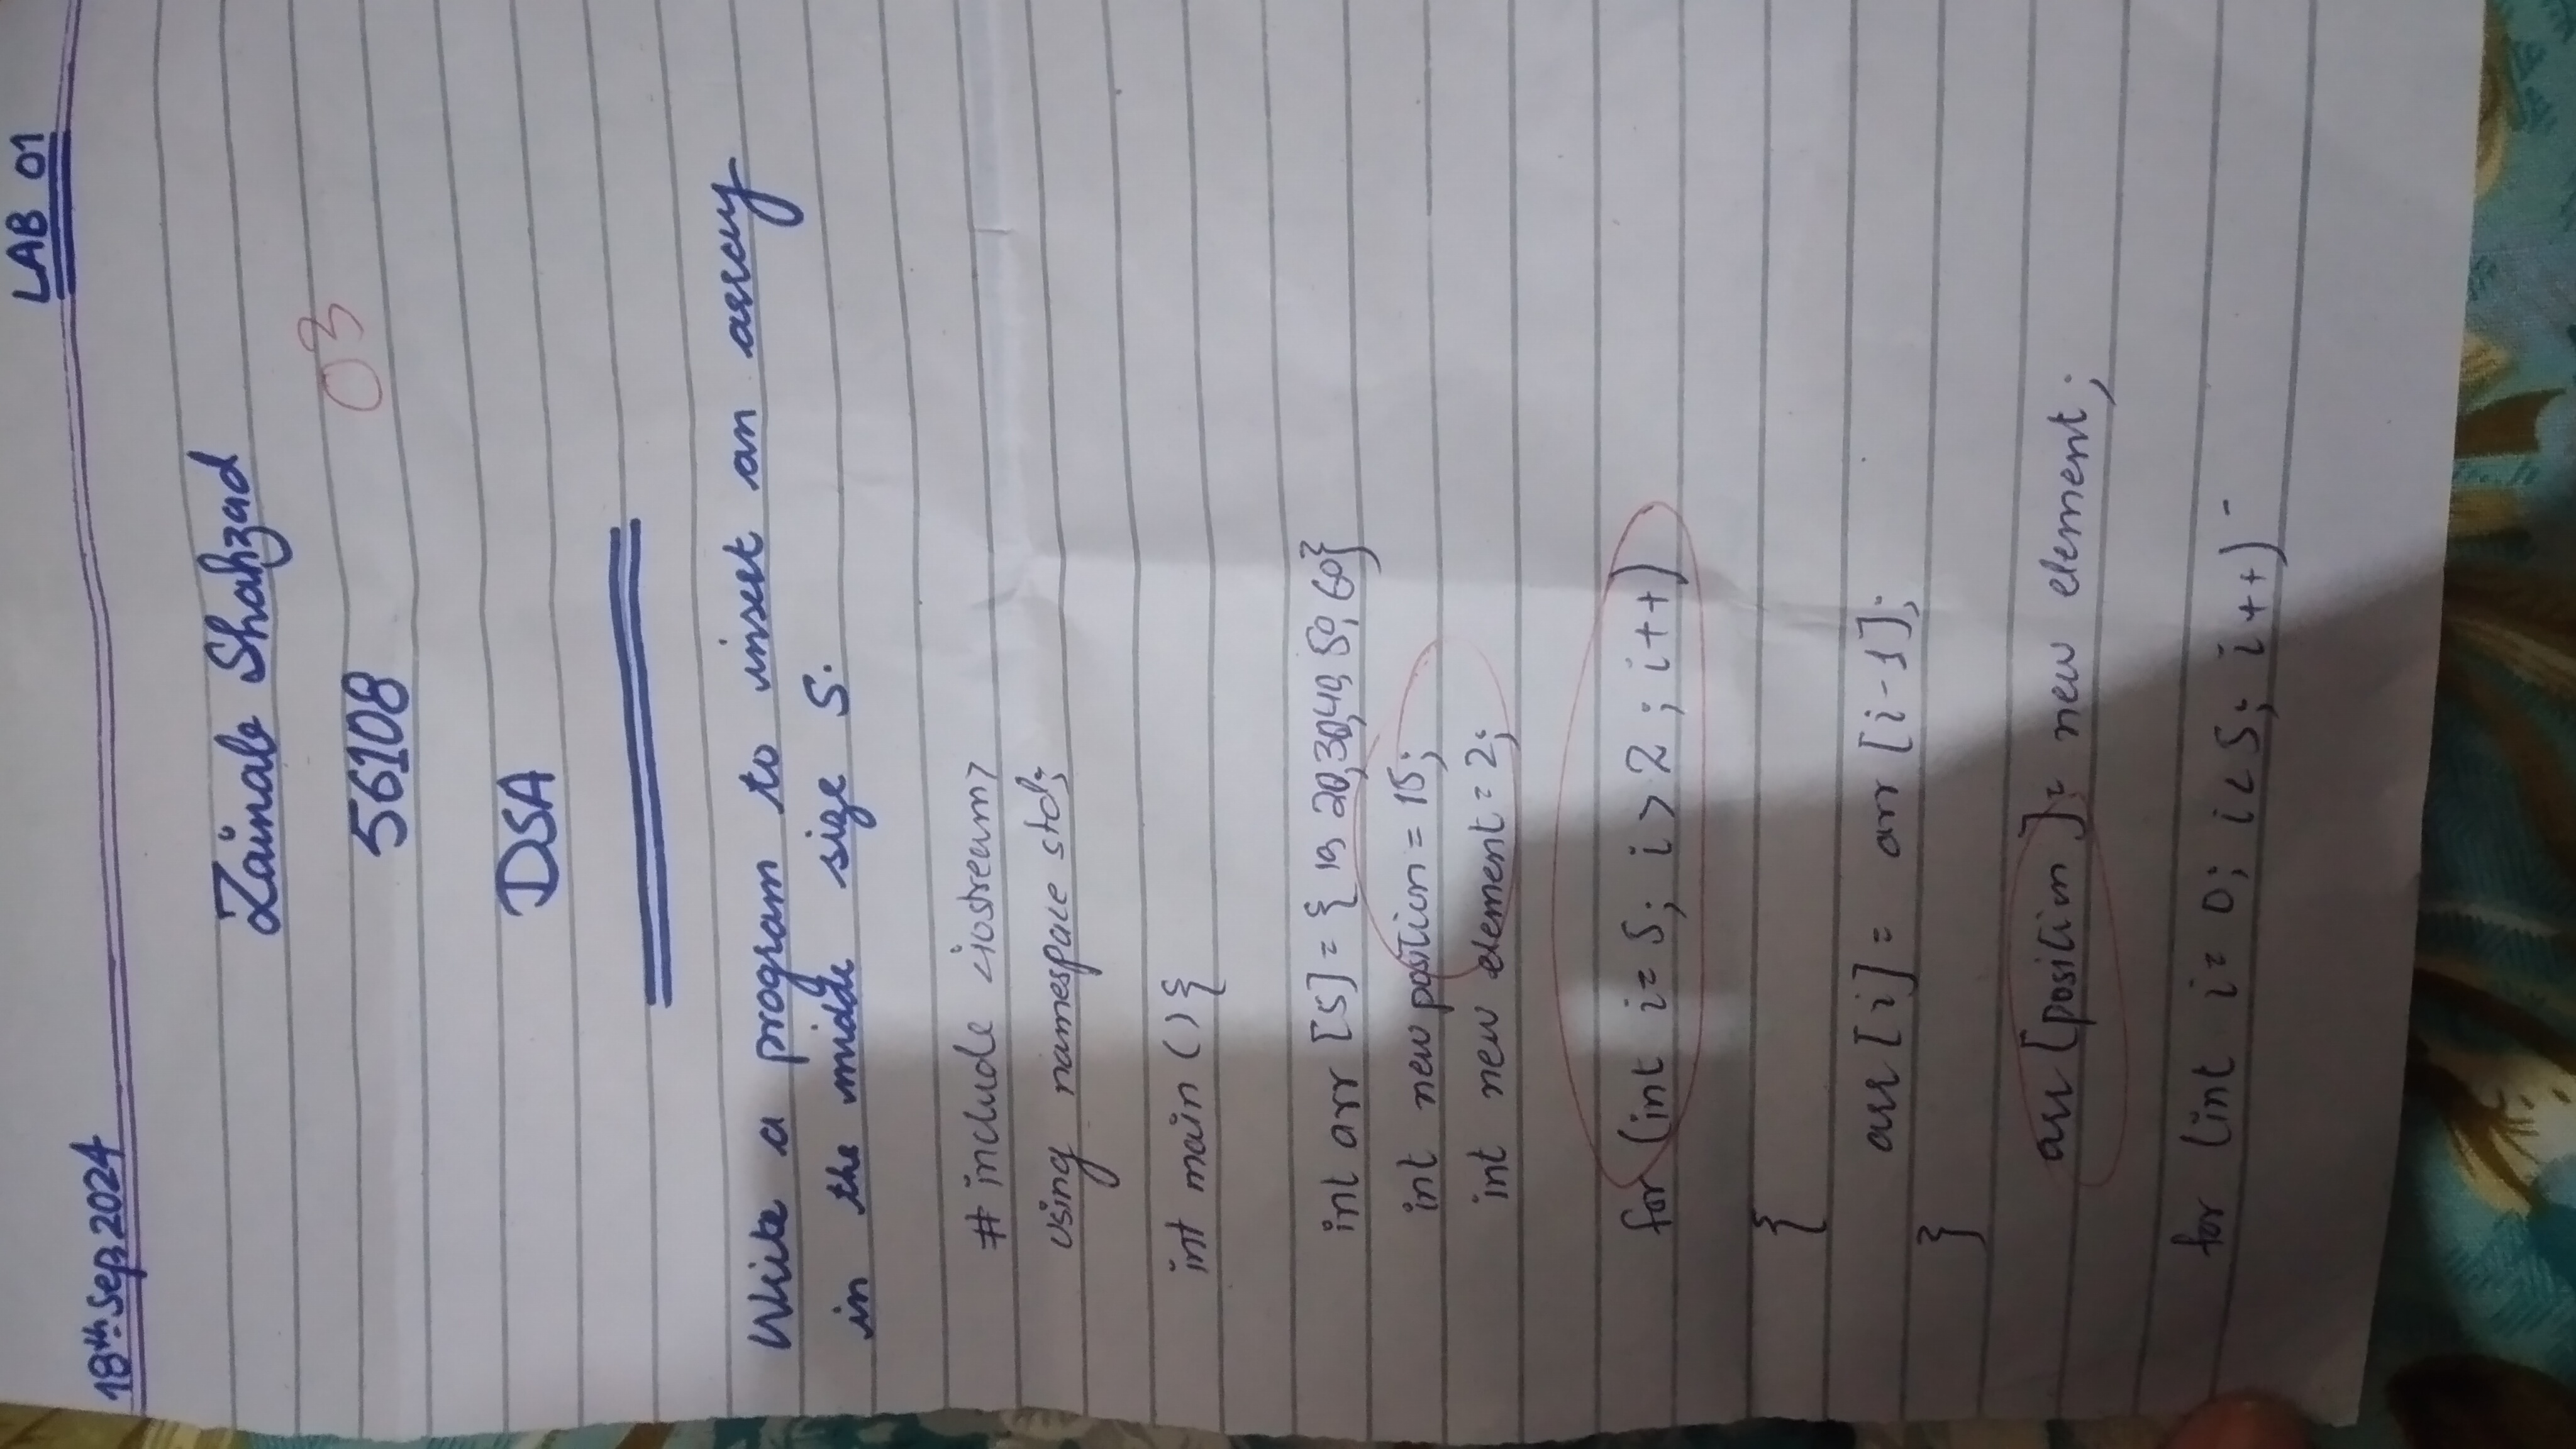 LAB 01
18th Sep, 2024
Zainab Shahzad
56108
03
DSA
Write a program to insert an array
in the midde size 5.
# include <iostream>
using namespace std;
int main () {
int arr [5] = { 10, 20, 30, 40, 50, 60}
int new position = 15;
int new element = 2;
for (int i= 5; i > 2 ; i++)
{
arr [i] = arr [i-1];
}
arr [position ] = new element ;
for (int i= 0; i < 5; i ++)